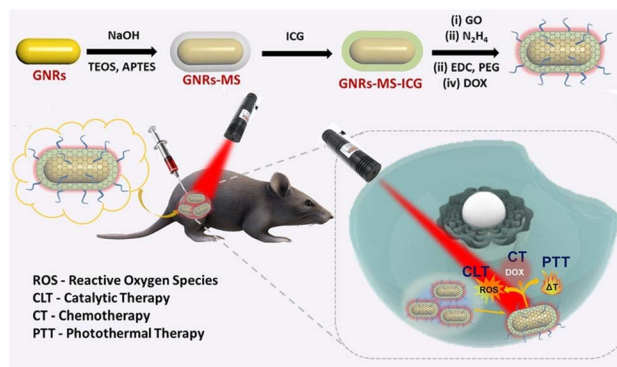 NaOH
TEOS, APTES
ICG
(i) GO
(ii) N₂H₄
(ii) EDC, PEG
(iv) DOX
GNRs
GNRs-MS
GNRs-MS-ICG
CLT
ROS
CT
DOX
PTT
ΔT
ROS - Reactive Oxygen Species
CLT - Catalytic Therapy
CT - Chemotherapy
PTT - Photothermal Therapy